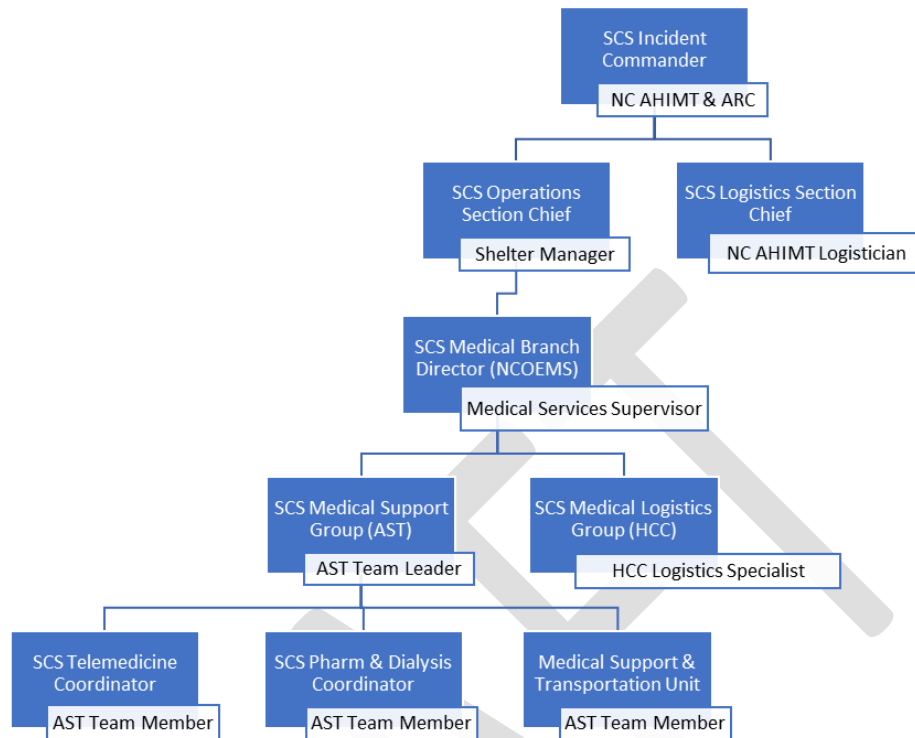 SCS Incident
Commander
NC AHIMT & ARC
SCS Operations
Section Chief
Shelter Manager
SCS Logistics Section
Chief
NC AHIMT Logistician
SCS Medical Branch
Director (NCOEMS)
Medical Services Supervisor
SCS Medical Support
Group (AST)
AST Team Leader
SCS Medical Logistics
Group (HCC)
HCC Logistics Specialist
SCS Telemedicine
Coordinator
AST Team Member
SCS Pharm & Dialysis
Coordinator
AST Team Member
Medical Support &
Transportation Unit
AST Team Member